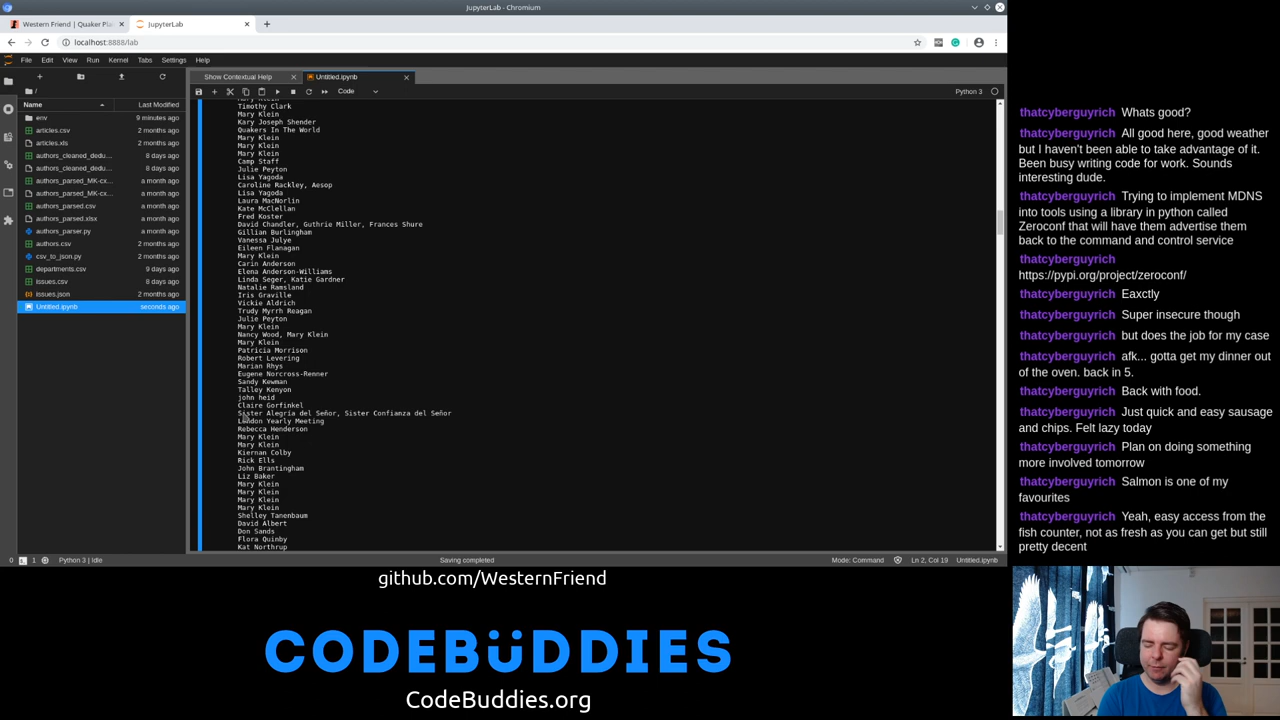 JupyterLab - Chromium
Western Friend | Quaker Pla
JupyterLab
localhost:8888/lab
File Edit View Run Kernel Tabs Settings Help
Show Contextual Help
Untitled.ipynb
Code
Python 3
/
Name
Last Modified
env 9 minutes ago
articles.csv 2 months ago
articles.xls 2 months ago
authors_cleaned_dedu... 8 days ago
authors_cleaned_dedu... 8 days ago
authors_parsed_MK-cx... a month ago
authors_parsed_MK-cx... a month ago
authors_parsed.csv a month ago
authors_parsed.xlsx a month ago
authors_parser.py a month ago
authors.csv 2 months ago
csv_to_json.py 2 months ago
departments.csv 9 days ago
issues.csv 8 days ago
issues.json 2 months ago
Untitled.ipynb seconds ago
Mary Klein
Timothy Clark
Mary Klein
Kary Joseph Shender
Quakers In The World
Mary Klein
Mary Klein
Mary Klein
Camp Staff
Julie Peyton
Lisa Yagoda
Caroline Rackley, Aesop
Lisa Yagoda
Laura MacNorlin
Kate McClellan
Fred Koster
David Chandler, Guthrie Miller, Frances Shure
Gillian Burlingham
Vanessa Julye
Eileen Flanagan
Mary Klein
Carin Anderson
Elena Anderson-Williams
Linda Seger, Katie Gardner
Natalie Ramsland
Iris Graville
Vickie Aldrich
Trudy Myrrh Reagan
Julie Peyton
Mary Klein
Nancy Wood, Mary Klein
Mary Klein
Patricia Morrison
Robert Levering
Marian Rhys
Eugene Norcross-Renner
Sandy Kewman
Talley Kenyon
john heid
Claire Gorfinkel
Sister Alegría del Señor, Sister Confianza del Señor
London Yearly Meeting
Rebecca Henderson
Mary Klein
Mary Klein
Kiernan Colby
Rick Ells
John Brantingham
Liz Baker
Mary Klein
Mary Klein
Mary Klein
Mary Klein
Shelley Tanenbaum
David Albert
Don Sands
Flora Quinby
Kat Northrup
0 1 Python 3 | Idle
Saving completed
Mode: Command
Ln 2, Col 19
Untitled.ipynb
thatcyberguyrich Whats good?
thatcyberguyrich All good here, good weather
but I haven't been able to take advantage of it.
Been busy writing code for work. Sounds
interesting dude.
thatcyberguyrich Trying to implement MDNS
into tools using a library in python called
Zeroconf that will have them advertise them
back to the command and control service
thatcyberguyrich
https://pypi.org/project/zeroconf/
thatcyberguyrich Eaxctly
thatcyberguyrich Super insecure though
thatcyberguyrich but does the job for my case
thatcyberguyrich afk... gotta get my dinner out
of the oven. back in 5.
thatcyberguyrich Back with food.
thatcyberguyrich Just quick and easy sausage
and chips. Felt lazy today
thatcyberguyrich Plan on doing something
more involved tomorrow
thatcyberguyrich Salmon is one of my
favourites
thatcyberguyrich Yeah, easy access from the
fish counter, not as fresh as you can get but still
pretty decent
github.com/WesternFriend
CODEBUDDIES
CodeBuddies.org